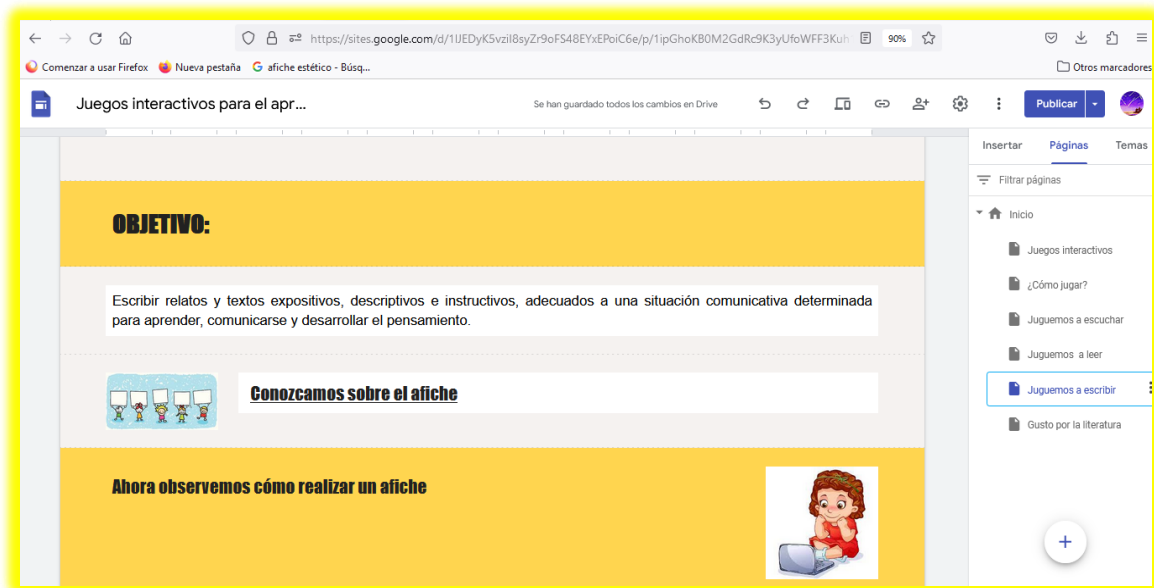 https://sites.google.com/d/1IJEDyK5vziI8syZr9oFS48EYxEPoiC6e/p/1ipGhoKB0M2GdRc9K3yUfoWFF3Kuh
90%
Comenzar a usar Firefox Nueva pestaña G afiche estético - Búsq...
Otros marcadores
Juegos interactivos para el apr...
Se han guardado todos los cambios en Drive
Publicar
Insertar Páginas Temas
Filtrar páginas
Inicio
Juegos interactivos
¿Cómo jugar?
Juguemos a escuchar
Juguemos a leer
Juguemos a escribir
Gusto por la literatura
OBJETIVO:
Escribir relatos y textos expositivos, descriptivos e instructivos, adecuados a una situación comunicativa determinada
para aprender, comunicarse y desarrollar el pensamiento.
Conozcamos sobre el afiche
Ahora observemos cómo realizar un afiche